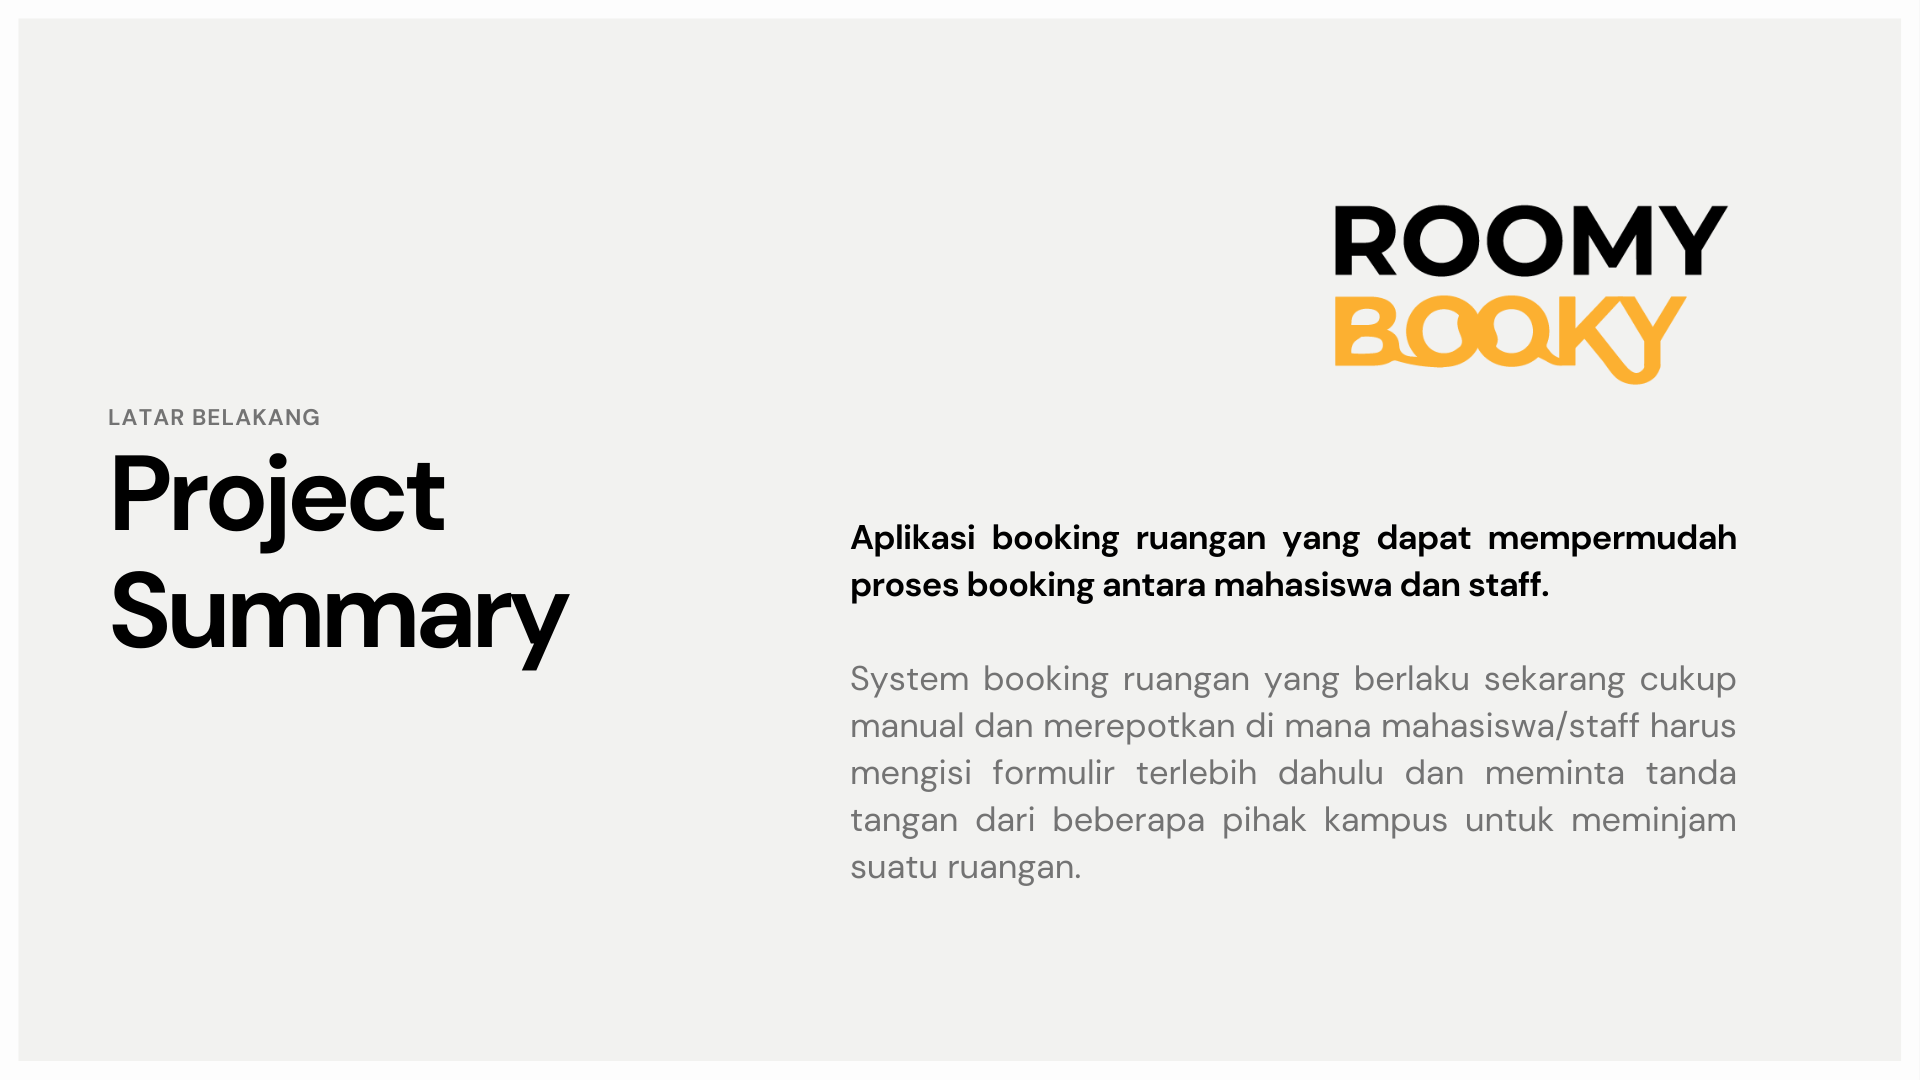 ROOMY
BOOKY
LATAR BELAKANG
Project
Summary
Aplikasi booking ruangan yang dapat mempermudah
proses booking antara mahasiswa dan staff.
System booking ruangan yang berlaku sekarang cukup
manual dan merepotkan di mana mahasiswa/staff harus
mengisi formulir terlebih dahulu dan meminta tanda
tangan dari beberapa pihak kampus untuk meminjam
suatu ruangan.